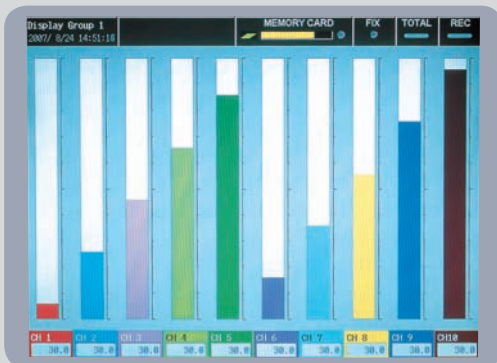 Display Group 1
2007/ 8/24 14:51:16
MEMORY CARD
FIX
TOTAL
REC
CH 1 CH 2 CH 3 CH 4 CH 5 CH 6 CH 7 CH 8 CH 9 CH10
30.0 30.0 30.0 30.0 30.0 30.0 30.0 30.0 30.0 30.0